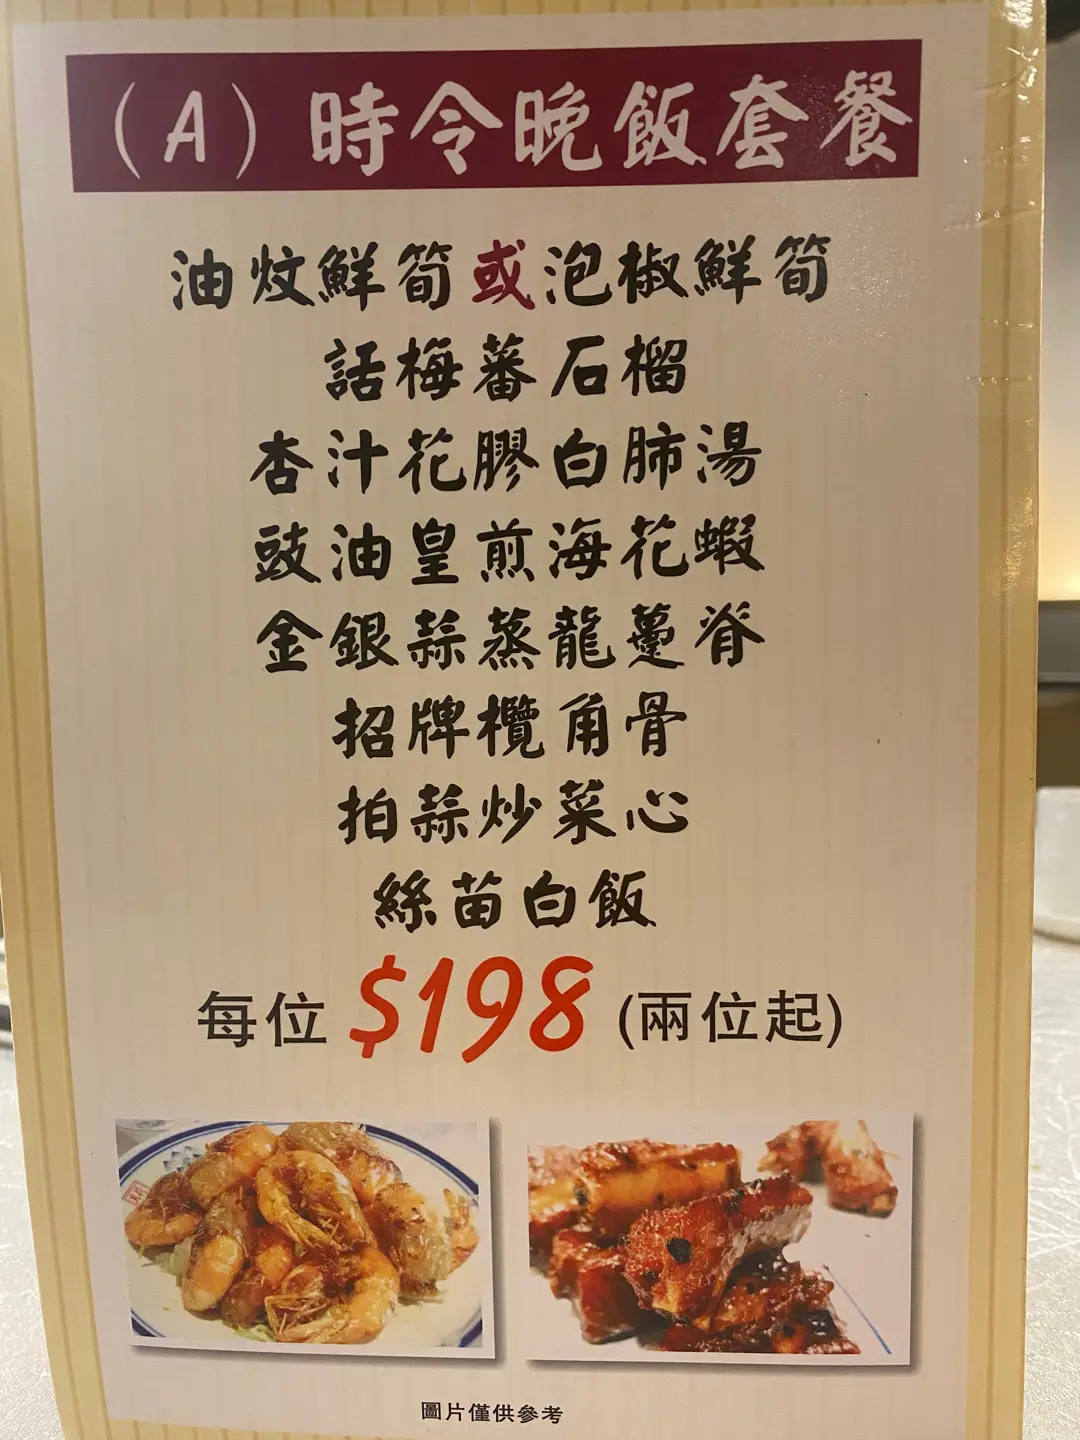 (A) 時令晚飯套餐
油炆鮮筍或泡椒鮮筍
話梅蕃石榴
杏汁花膠白肺湯
豉油皇煎海花蝦
金銀蒜蒸龍躉脊
招牌欖角骨
拍蒜炒菜心
絲苗白飯
每位 $198 (兩位起)
圖片僅供參考